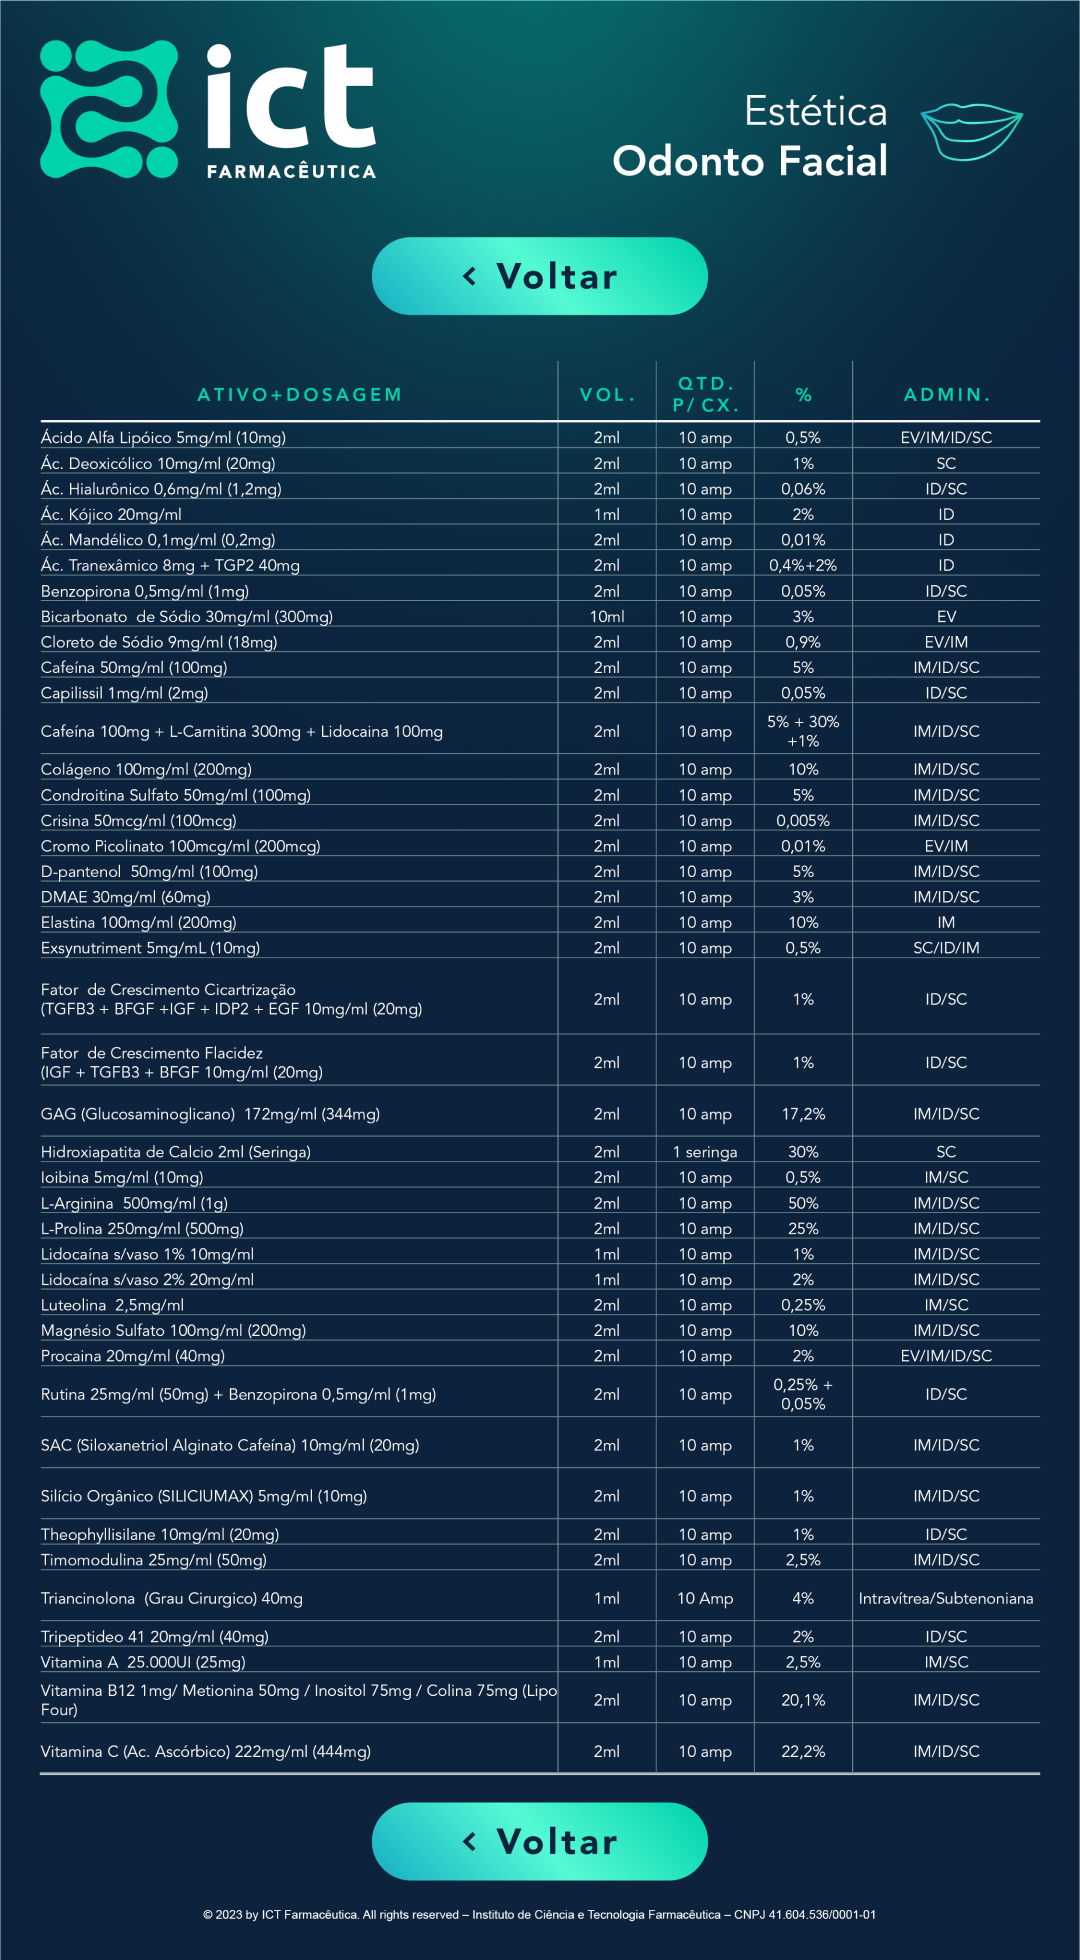 ict
FARMACÊUTICA
Estética
Odonto Facial
< Voltar
ATIVO+DOSAGEM VOL. QTD. P/ CX. % ADMIN.
Ácido Alfa Lipóico 5mg/ml (10mg) 2ml 10 amp 0,5% EV/IM/ID/SC
Ác. Deoxicólico 10mg/ml (20mg) 2ml 10 amp 1% SC
Ác. Hialurônico 0,6mg/ml (1,2mg) 2ml 10 amp 0,06% ID/SC
Ác. Kójico 20mg/ml 1ml 10 amp 2% ID
Ác. Mandélico 0,1mg/ml (0,2mg) 2ml 10 amp 0,01% ID
Ác. Tranexâmico 8mg + TGP2 40mg 2ml 10 amp 0,4%+2% ID
Benzopirona 0,5mg/ml (1mg) 2ml 10 amp 0,05% ID/SC
Bicarbonato  de Sódio 30mg/ml (300mg) 10ml 10 amp 3% EV
Cloreto de Sódio 9mg/ml (18mg) 2ml 10 amp 0,9% EV/IM
Cafeína 50mg/ml (100mg) 2ml 10 amp 5% IM/ID/SC
Capilissil 1mg/ml (2mg) 2ml 10 amp 0,05% ID/SC
Cafeína 100mg + L-Carnitina 300mg + Lidocaina 100mg 2ml 10 amp 5% + 30% +1% IM/ID/SC
Colágeno 100mg/ml (200mg) 2ml 10 amp 10% IM/ID/SC
Condroitina Sulfato 50mg/ml (100mg) 2ml 10 amp 5% IM/ID/SC
Crisina 50mcg/ml (100mcg) 2ml 10 amp 0,005% IM/ID/SC
Cromo Picolinato 100mcg/ml (200mcg) 2ml 10 amp 0,01% EV/IM
D-pantenol  50mg/ml (100mg) 2ml 10 amp 5% IM/ID/SC
DMAE 30mg/ml (60mg) 2ml 10 amp 3% IM/ID/SC
Elastina 100mg/ml (200mg) 2ml 10 amp 10% IM
Exsynutriment 5mg/mL (10mg) 2ml 10 amp 0,5% SC/ID/IM
Fator  de Crescimento Cicartrização
(TGFB3 + BFGF +IGF + IDP2 + EGF 10mg/ml (20mg) 2ml 10 amp 1% ID/SC
Fator  de Crescimento Flacidez
(IGF + TGFB3 + BFGF 10mg/ml (20mg) 2ml 10 amp 1% ID/SC
GAG (Glucosaminoglicano)  172mg/ml (344mg) 2ml 10 amp 17,2% IM/ID/SC
Hidroxiapatita de Calcio 2ml (Seringa) 2ml 1 seringa 30% SC
Ioibina 5mg/ml (10mg) 2ml 10 amp 0,5% IM/SC
L-Arginina  500mg/ml (1g) 2ml 10 amp 50% IM/ID/SC
L-Prolina 250mg/ml (500mg) 2ml 10 amp 25% IM/ID/SC
Lidocaína s/vaso 1% 10mg/ml 1ml 10 amp 1% IM/ID/SC
Lidocaína s/vaso 2% 20mg/ml 1ml 10 amp 2% IM/ID/SC
Luteolina  2,5mg/ml 2ml 10 amp 0,25% IM/SC
Magnésio Sulfato 100mg/ml (200mg) 2ml 10 amp 10% IM/ID/SC
Procaina 20mg/ml (40mg) 2ml 10 amp 2% EV/IM/ID/SC
Rutina 25mg/ml (50mg) + Benzopirona 0,5mg/ml (1mg) 2ml 10 amp 0,25% + 0,05% ID/SC
SAC (Siloxanetriol Alginato Cafeína) 10mg/ml (20mg) 2ml 10 amp 1% IM/ID/SC
Silício Orgânico (SILICIUMAX) 5mg/ml (10mg) 2ml 10 amp 1% IM/ID/SC
Theophyllisilane 10mg/ml (20mg) 2ml 10 amp 1% ID/SC
Timomodulina 25mg/ml (50mg) 2ml 10 amp 2,5% IM/ID/SC
Triancinolona  (Grau Cirurgico) 40mg 1ml 10 Amp 4% Intravítrea/Subtenoniana
Tripeptideo 41 20mg/ml (40mg) 2ml 10 amp 2% ID/SC
Vitamina A  25.000UI (25mg) 1ml 10 amp 2,5% IM/SC
Vitamina B12 1mg/ Metionina 50mg / Inositol 75mg / Colina 75mg (Lipo
Four) 2ml 10 amp 20,1% IM/ID/SC
Vitamina C (Ac. Ascórbico) 222mg/ml (444mg) 2ml 10 amp 22,2% IM/ID/SC
< Voltar
© 2023 by ICT Farmacêutica. All rights reserved – Instituto de Ciência e Tecnologia Farmacêutica – CNPJ 41.604.536/0001-01